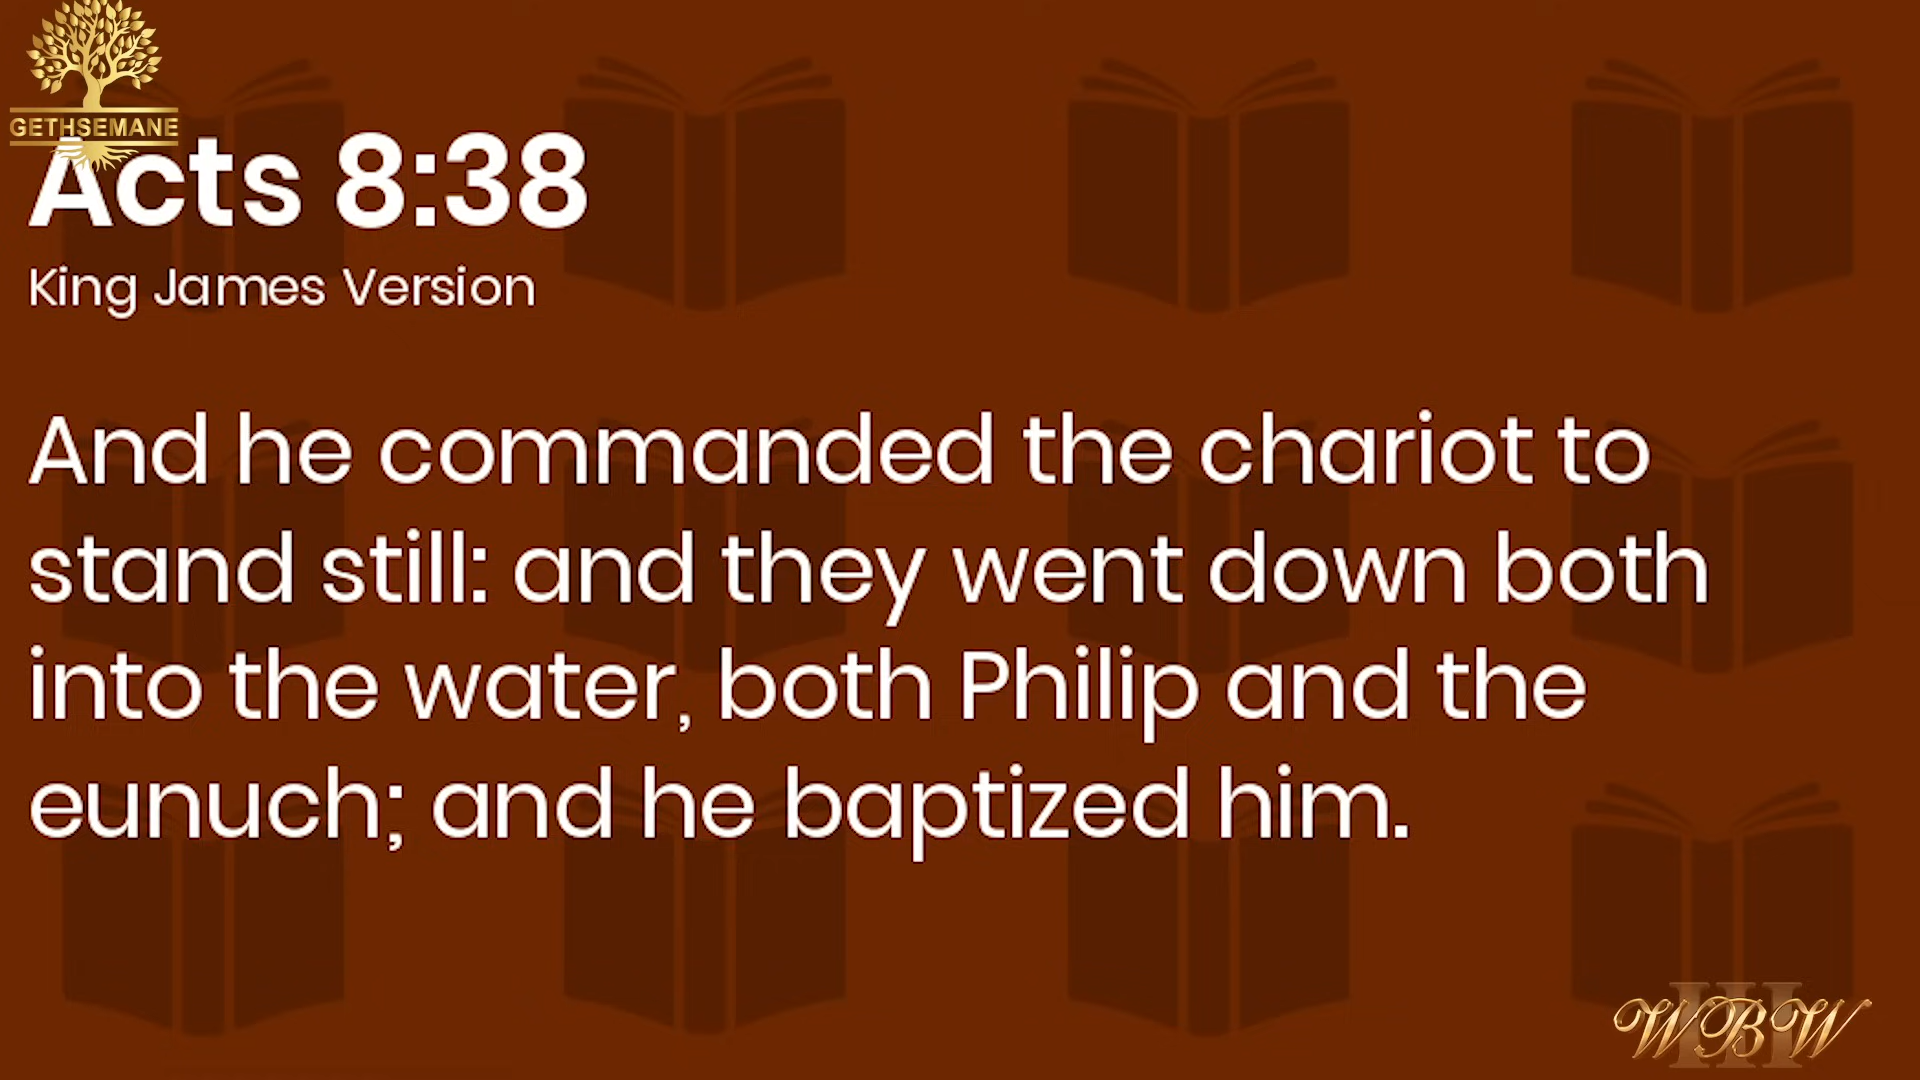 GETHSEMANE
Acts 8:38
King James Version
And he commanded the chariot to
stand still: and they went down both
into the water, both Philip and the
eunuch; and he baptized him.
III
WBW